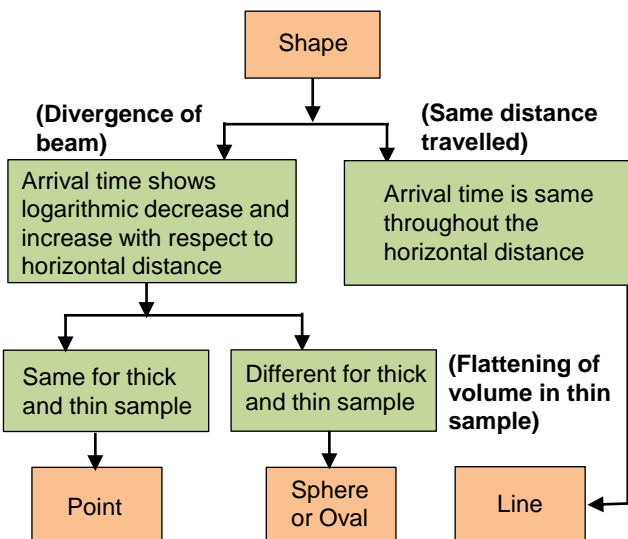 Shape
(Divergence of
beam)
(Same distance
travelled)
Arrival time shows
logarithmic decrease and
increase with respect to
horizontal distance
Arrival time is same
throughout the
horizontal distance
Same for thick
and thin sample
Different for thick
and thin sample
(Flattening of
volume in thin
sample)
Point
Sphere
or Oval
Line